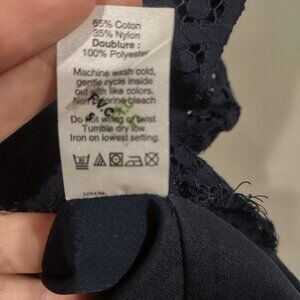 65% Coton
35% Nylon
Doublure :
100% Polyester
Machine wash cold,
gentle cycle inside
out with like colors.
Non chlorine bleach
Do not wring or twist
Tumble dry low.
Iron on lowest setting.